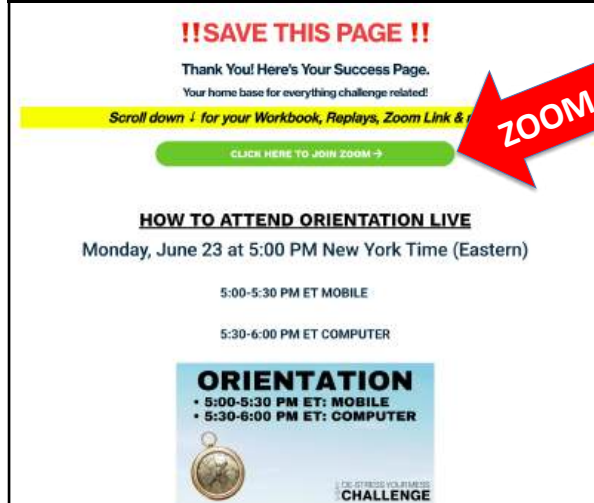 !!SAVE THIS PAGE !!
Thank You! Here's Your Success Page.
Your home base for everything challenge related!
Scroll down ↓ for your Workbook, Replays, Zoom Link &
ZOOM
CLICK HERE TO JOIN ZOOM →
HOW TO ATTEND ORIENTATION LIVE
Monday, June 23 at 5:00 PM New York Time (Eastern)
5:00-5:30 PM ET MOBILE
5:30-6:00 PM ET COMPUTER
ORIENTATION
• 5:00-5:30 PM ET: MOBILE
• 5:30-6:00 PM ET: COMPUTER
DE-STRESS YOUR MESS
CHALLENGE